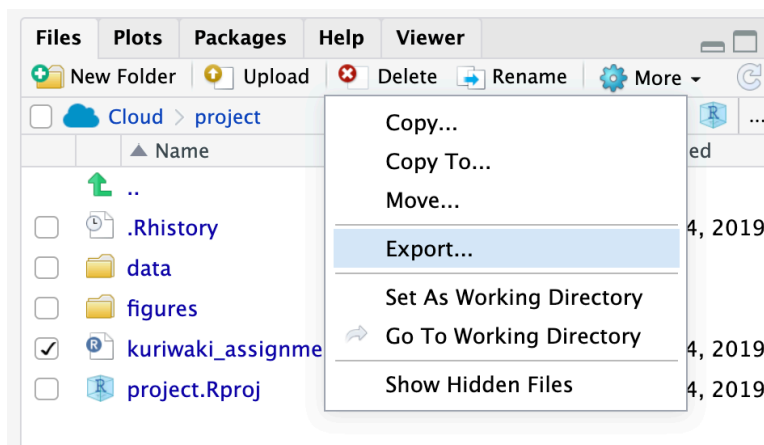 Files Plots Packages Help Viewer
New Folder Upload Delete Rename More
Cloud > project R ...
Name ed
Copy...
Copy To...
Move...
..
.Rhistory 4, 2019
Export...
data
Set As Working Directory
figures
Go To Working Directory
kuriwaki_assignme 4, 2019
Show Hidden Files
project.Rproj 4, 2019